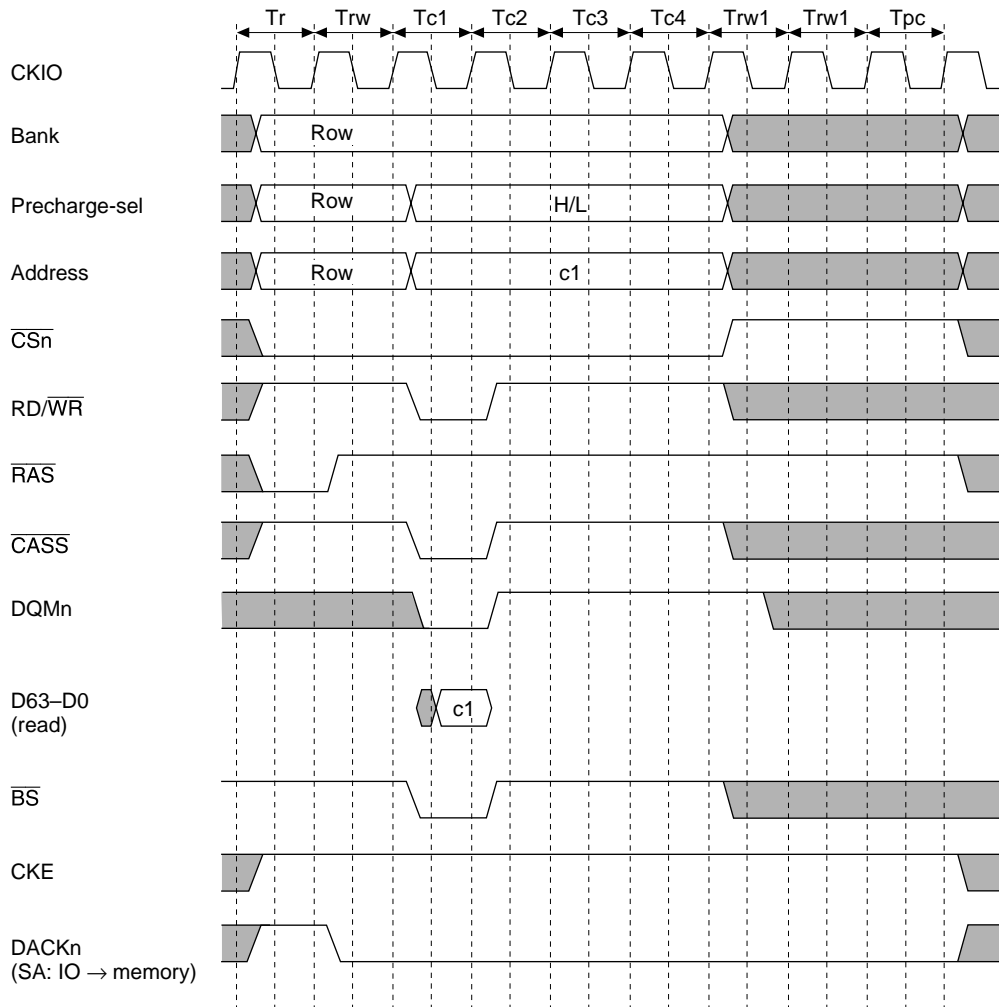 Tr Trw Tc1 Tc2 Tc3 Tc4 Trw1 Trw1 Tpc
CKIO
Bank Row
Precharge-sel Row H/L
Address Row c1
CSn
RD/WR
RAS
CASS
DQMn
D63–D0
(read) c1
BS
CKE
DACKn
(SA: IO → memory)